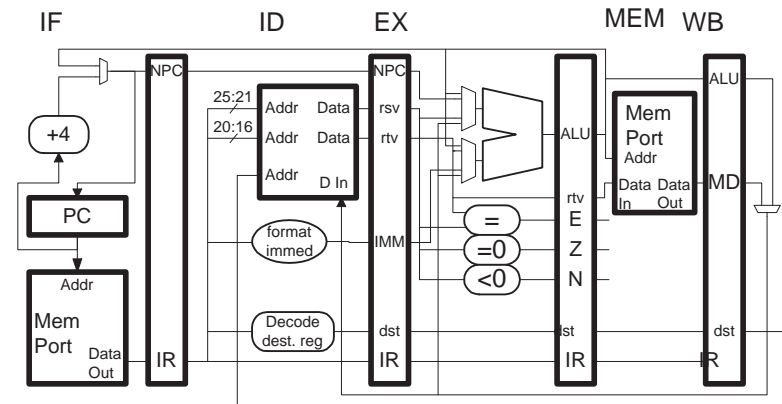 IF ID EX MEM WB
NPC
+4
PC
Addr
Mem
Port
Data
Out
IR
25:21
20:16
Addr Data
Addr Data
Addr
D In
format
immed
Decode
dest. reg
NPC
rsv
rtv
IMM
dst
IR
=
=0
<0
ALU
rtv
E
Z
N
dst
IR
Mem
Port
Addr
Data Data
In Out
ALU
MD
dst
IR